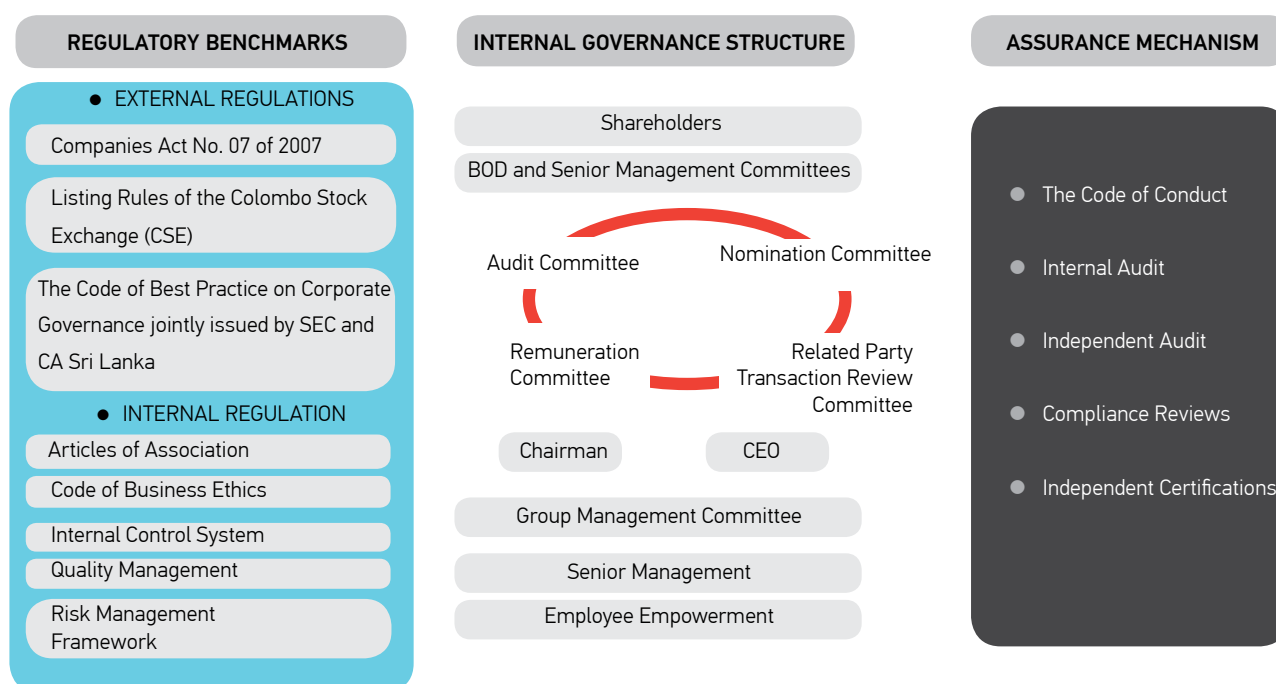 REGULATORY BENCHMARKS
● EXTERNAL REGULATIONS
Companies Act No. 07 of 2007
Listing Rules of the Colombo Stock
Exchange (CSE)
The Code of Best Practice on Corporate
Governance jointly issued by SEC and
CA Sri Lanka
● INTERNAL REGULATION
Articles of Association
Code of Business Ethics
Internal Control System
Quality Management
Risk Management
Framework
INTERNAL GOVERNANCE STRUCTURE
Shareholders
BOD and Senior Management Committees
Audit Committee
Nomination Committee
Remuneration
Committee
Related Party
Transaction Review
Committee
Chairman
CEO
Group Management Committee
Senior Management
Employee Empowerment
ASSURANCE MECHANISM
● The Code of Conduct
● Internal Audit
● Independent Audit
● Compliance Reviews
● Independent Certifications